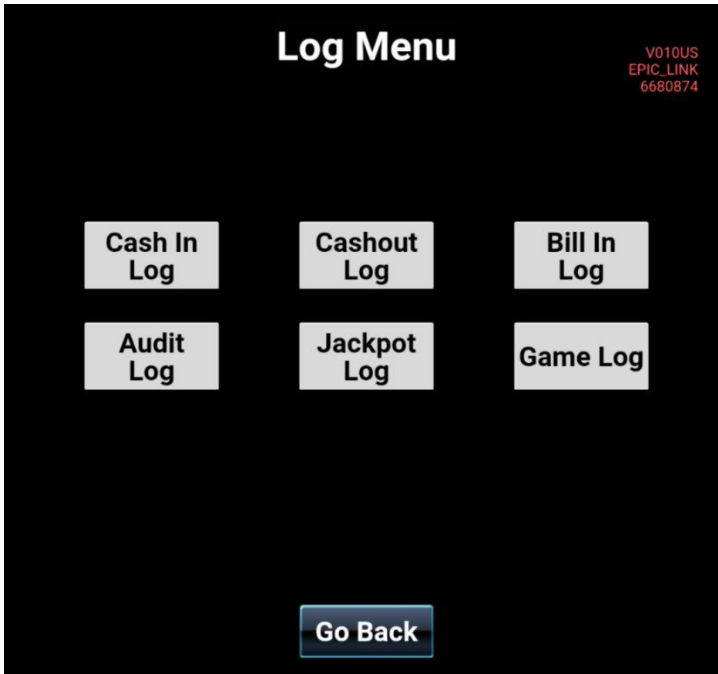 Log Menu
V010US
EPIC_LINK
6680874
Cash In
Log
Cashout
Log
Bill In
Log
Audit
Log
Jackpot
Log
Game Log
Go Back